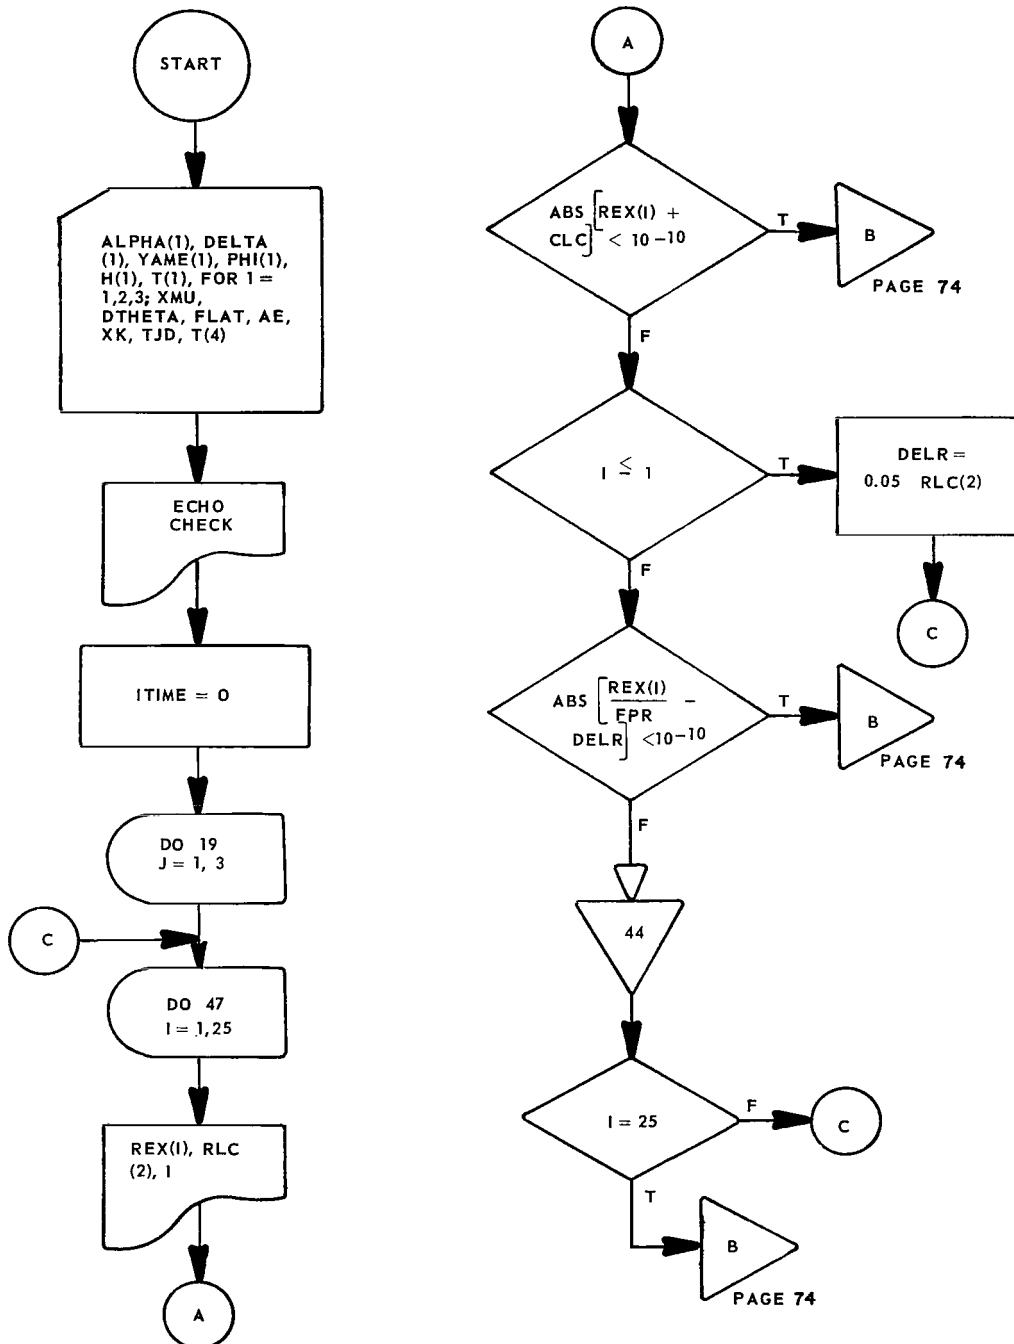 START
ALPHA(1), DELTA
(1), YAME(1), PHI(1),
H(1), T(1), FOR 1 =
1,2,3; XMU,
DTHETA, FLAT, AE,
XK, TJD, T(4)
ECHO
CHECK
ITIME = O
DO 19
J = 1, 3
C
DO 47
I = 1,25
REX(I), RLC
(2), I
A
A
ABS [REX(I) +
CLC] < 10-10
T
B
PAGE 74
F
I ≤ 1
T
DELR =
0.05 RLC(2)
C
F
ABS [REX(I) -
FPR
DELR] <10-10
T
B
PAGE 74
F
44
I = 25
F
C
T
B
PAGE 74